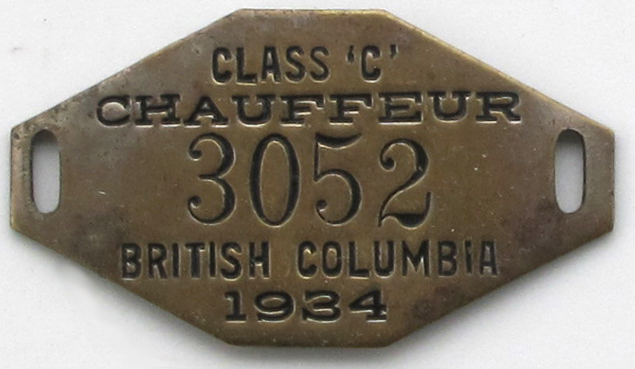 CLASS 'C'
CHAUFFEUR
3052
BRITISH COLUMBIA
1934